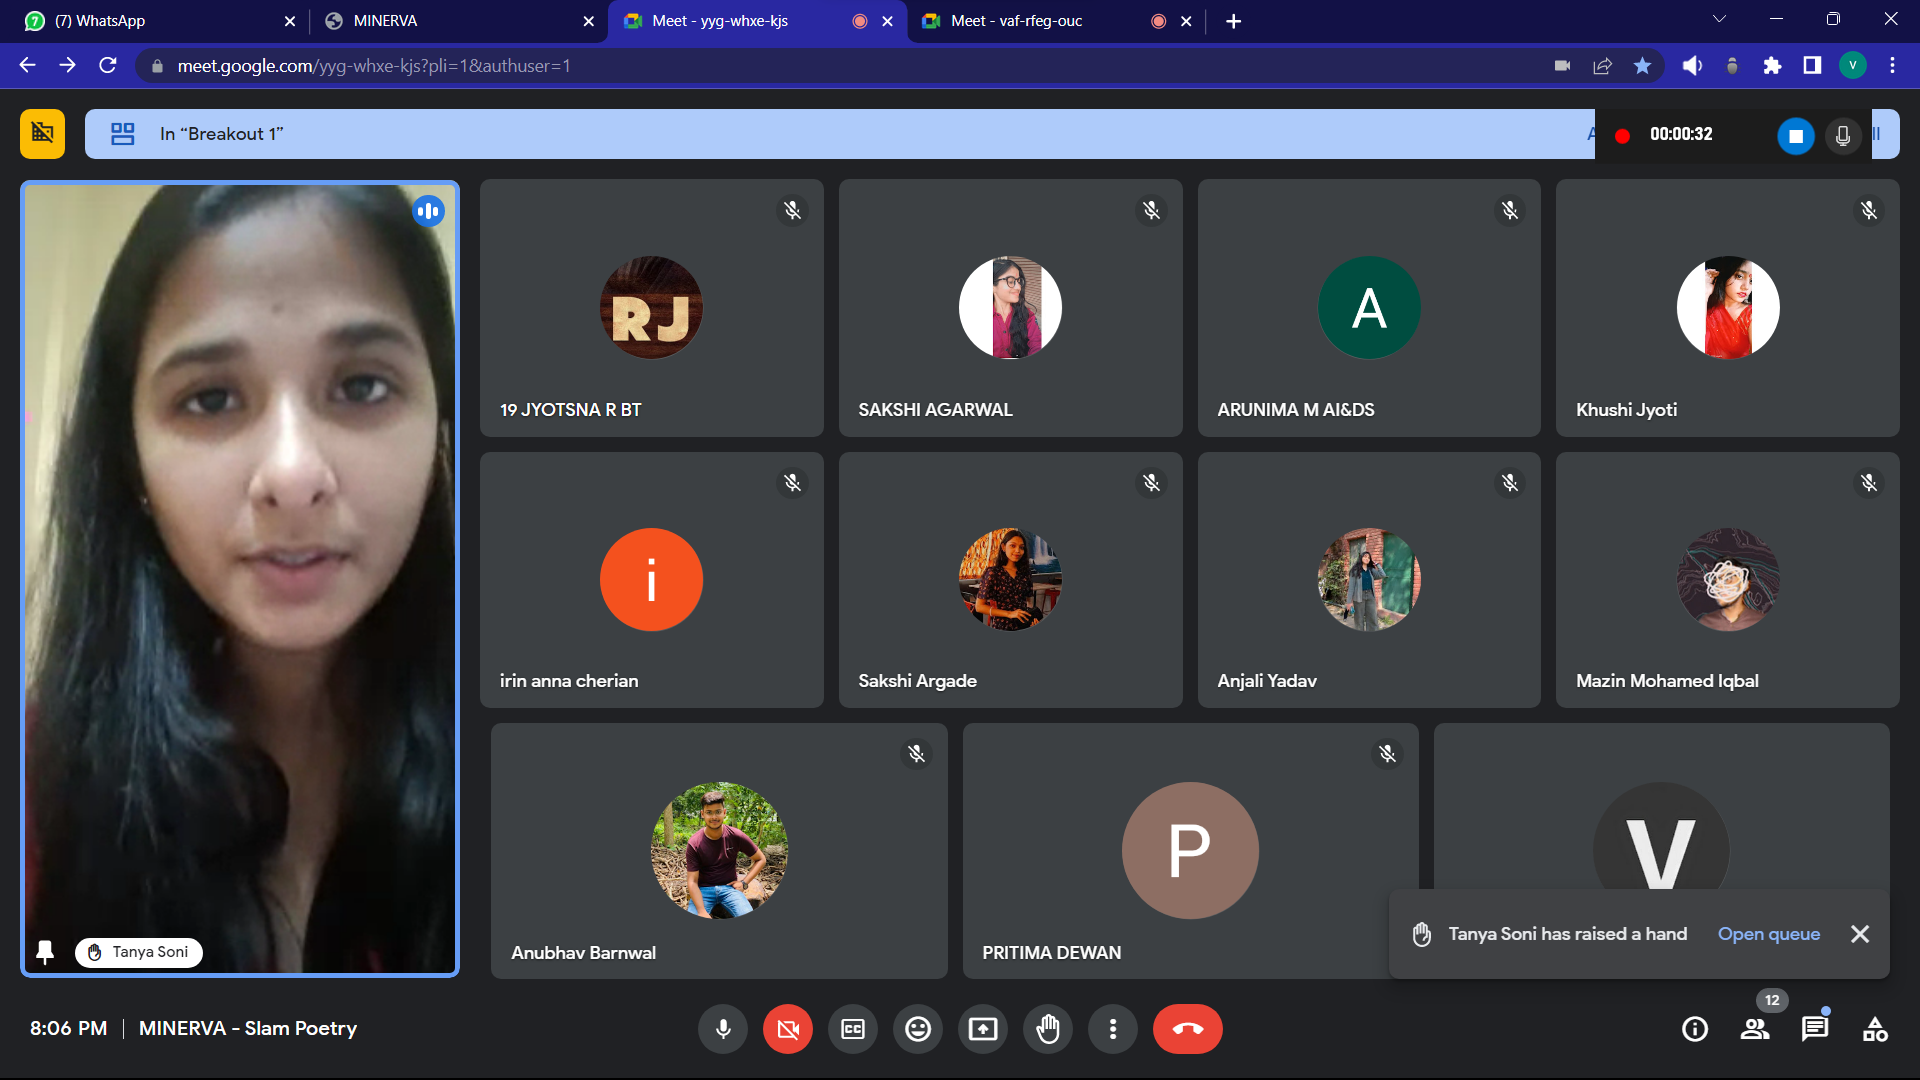 (7) WhatsApp
MINERVA
Meet - yyg-whxe-kjs
Meet - vaf-rfeg-ouc
meet.google.com/yyg-whxe-kjs?pli=1&authuser=1
V
In “Breakout 1”
00:00:32
RJ
19 JYOTSNA R BT
SAKSHI AGARWAL
A
ARUNIMA M AI&DS
Khushi Jyoti
i
irin anna cherian
Sakshi Argade
Anjali Yadav
Mazin Mohamed Iqbal
Tanya Soni
Anubhav Barnwal
P
PRITIMA DEWAN
V
Tanya Soni has raised a hand Open queue
8:06 PM | MINERVA - Slam Poetry
CC
12